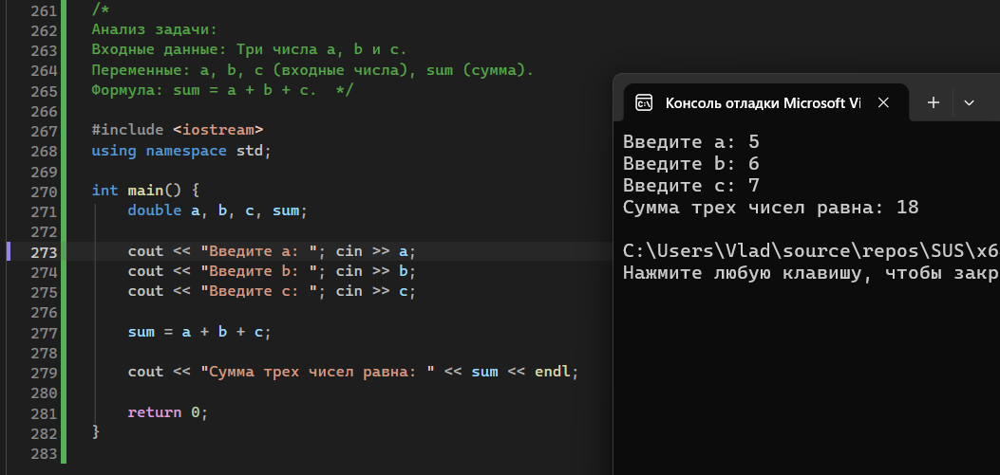 261 /*
262 Анализ задачи:
263 Входные данные: Три числа a, b и c.
264 Переменные: a, b, c (входные числа), sum (сумма).
265 Формула: sum = a + b + c.  */
266
267 #include <iostream>
268 using namespace std;
269
270 int main() {
271     double a, b, c, sum;
272
273     cout << "Введите a: "; cin >> a;
274     cout << "Введите b: "; cin >> b;
275     cout << "Введите c: "; cin >> c;
276
277     sum = a + b + c;
278
279     cout << "Сумма трех чисел равна: " << sum << endl;
280
281     return 0;
282 }
283
Консоль отладки Microsoft Vi
Введите a: 5
Введите b: 6
Введите c: 7
Сумма трех чисел равна: 18
C:\Users\Vlad\source\repos\SUS\x6
Нажмите любую клавишу, чтобы закр